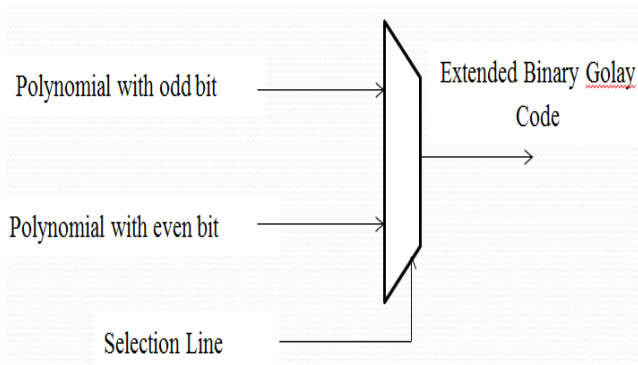 Polynomial with odd bit
Extended Binary Golay
Code
Polynomial with even bit
Selection Line